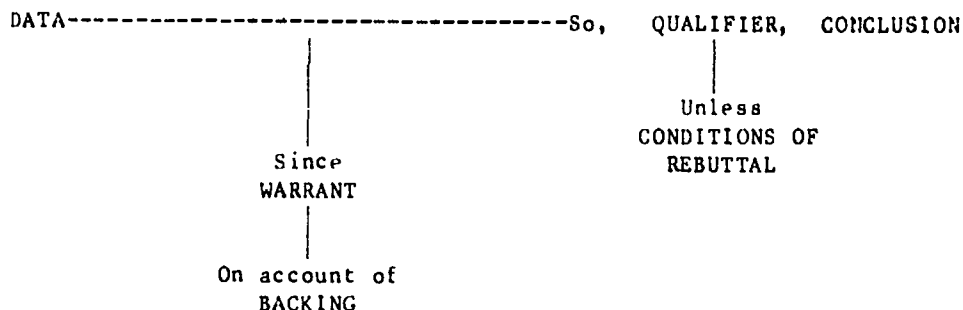 DATA------------------------------So, QUALIFIER, CONCLUSION
Unless
CONDITIONS OF
REBUTTAL
Since
WARRANT
On account of
BACKING